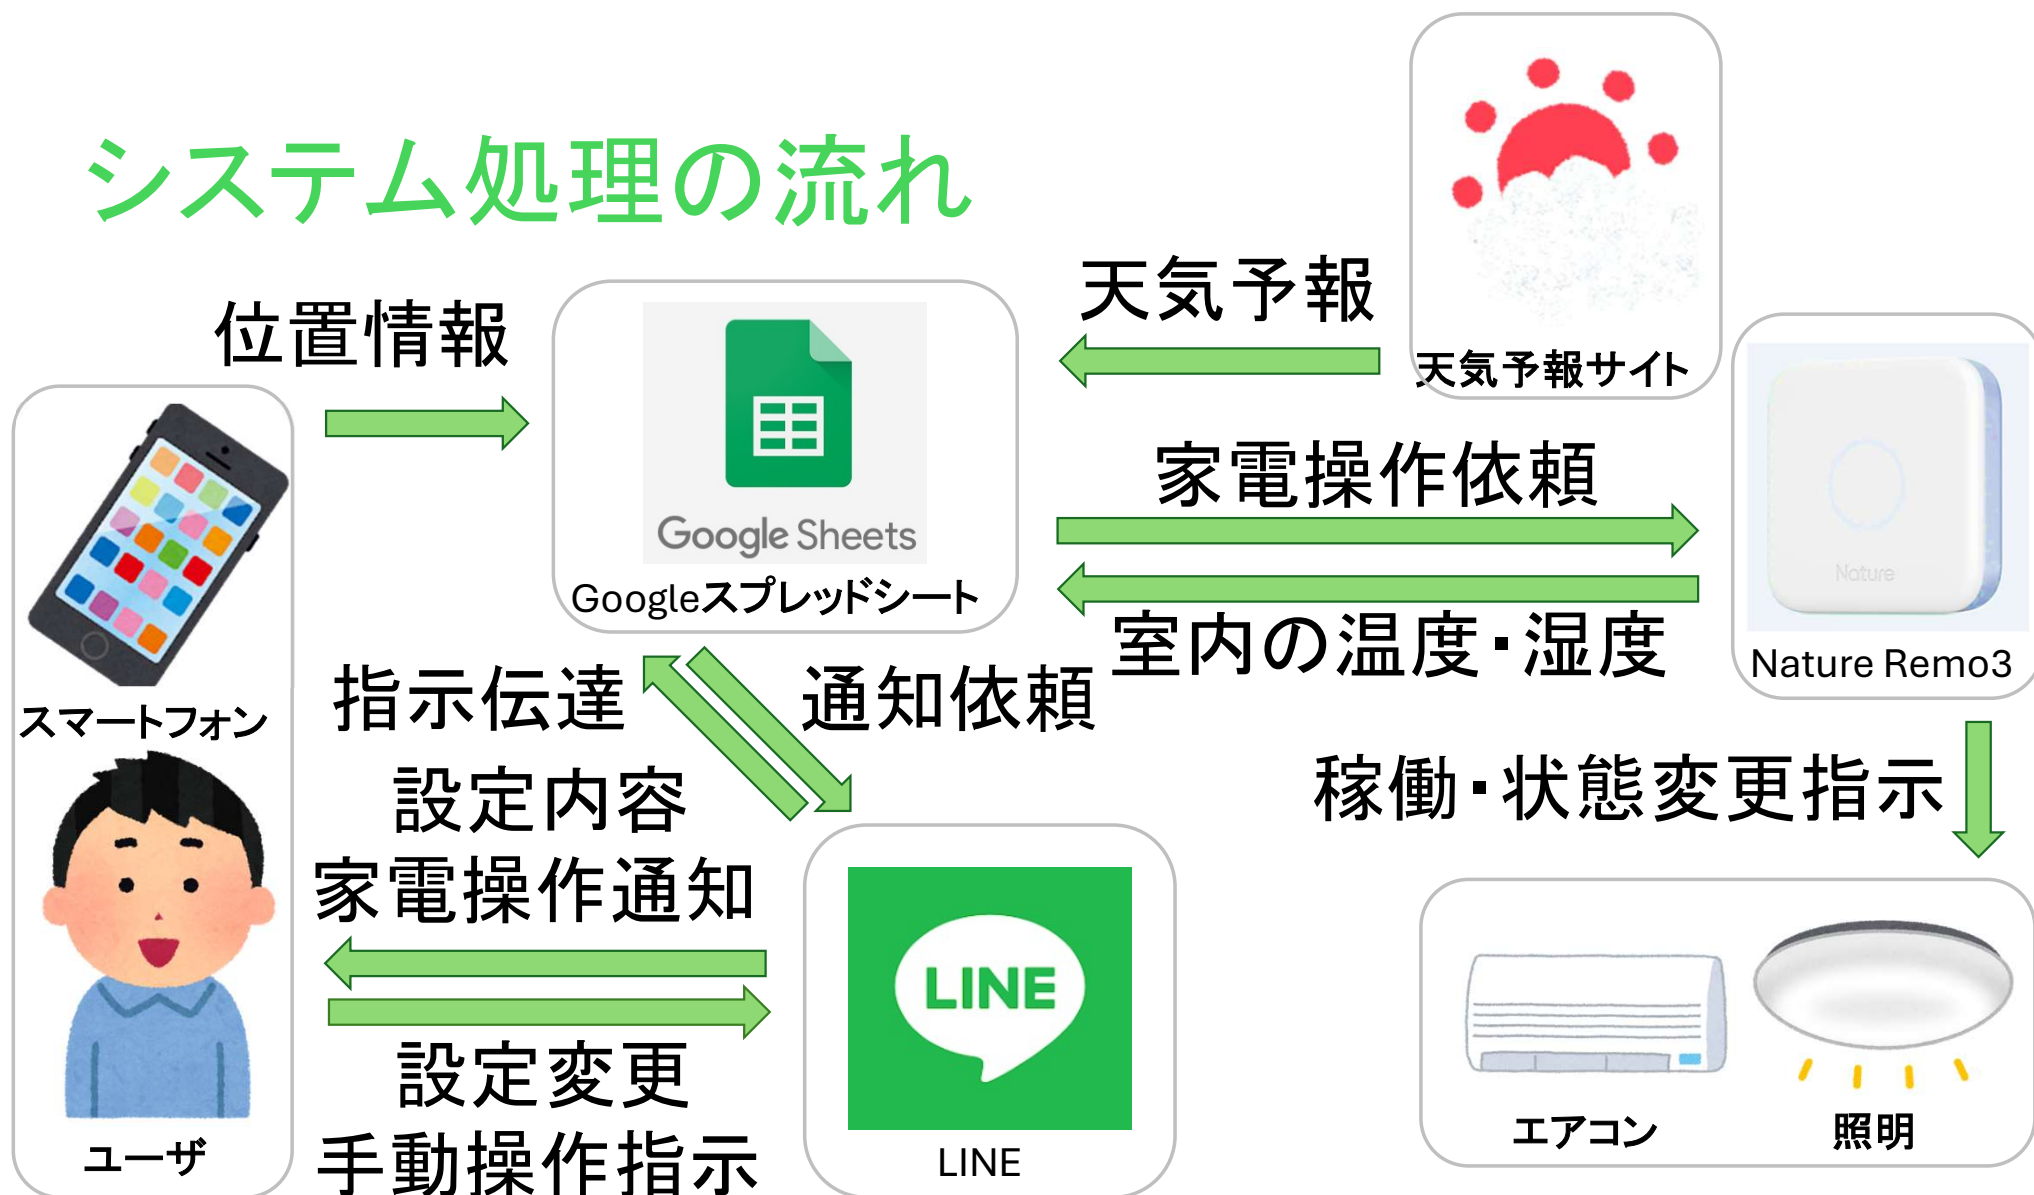 システム処理の流れ
位置情報
天気予報
天気予報サイト
Google Sheets
Googleスプレッドシート
家電操作依頼
室内の温度・湿度
Nature
Nature Remo3
スマートフォン
指示伝達
通知依頼
稼働・状態変更指示
設定内容
家電操作通知
設定変更
手動操作指示
ユーザ
LINE
LINE
エアコン
照明